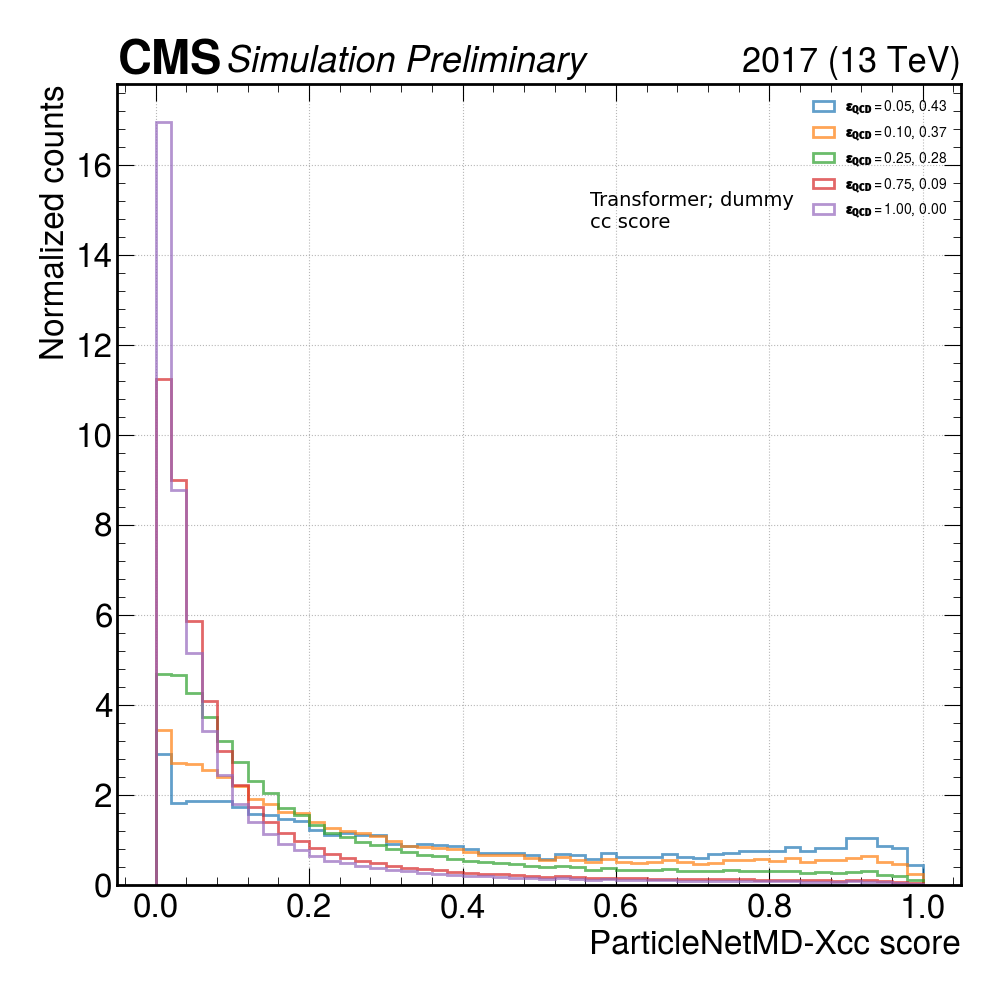 CMS Simulation Preliminary 2017 (13 TeV)
Normalized counts
16
14
12
10
8
6
4
2
0
εQCD = 0.05, 0.43
εQCD = 0.10, 0.37
εQCD = 0.25, 0.28
εQCD = 0.75, 0.09
εQCD = 1.00, 0.00
Transformer; dummy
cc score
0.0 0.2 0.4 0.6 0.8 1.0
ParticleNetMD-Xcc score